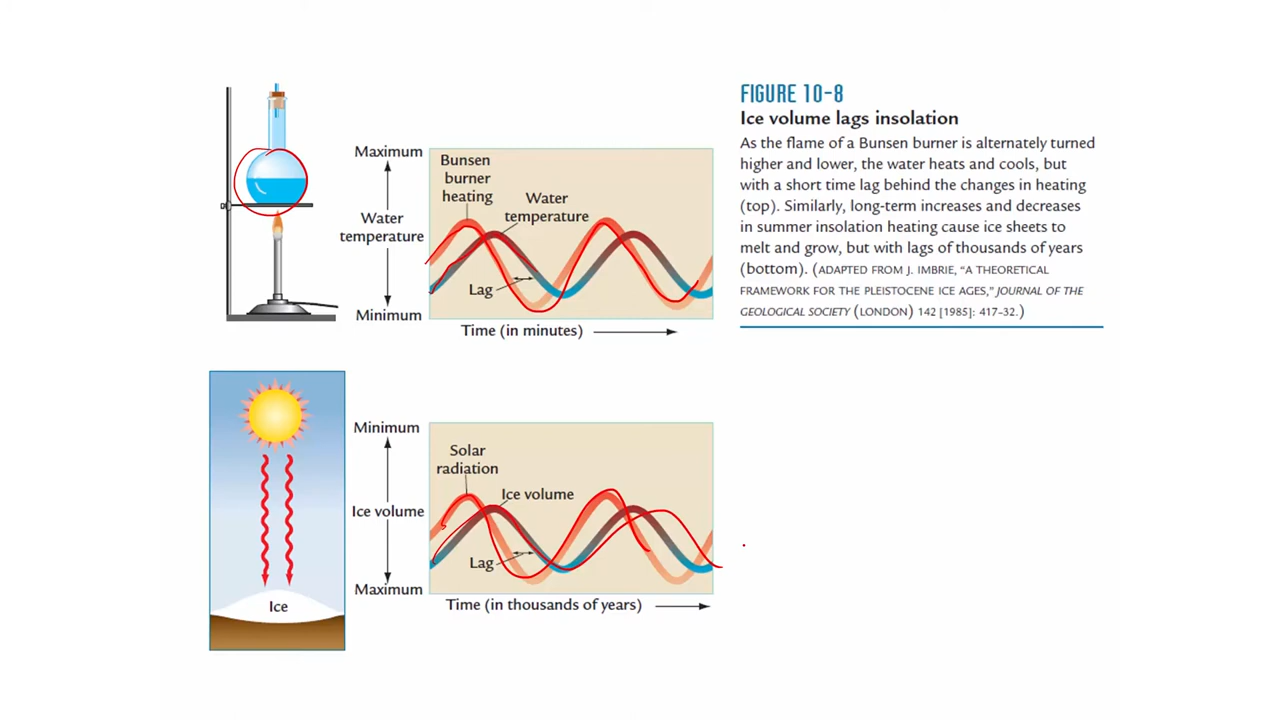 FIGURE 10–8
Ice volume lags insolation
As the flame of a Bunsen burner is alternately turned
higher and lower, the water heats and cools, but
with a short time lag behind the changes in heating
(top). Similarly, long-term increases and decreases
in summer insolation heating cause ice sheets to
melt and grow, but with lags of thousands of years
(bottom). (ADAPTED FROM J. IMBRIE, “A THEORETICAL
FRAMEWORK FOR THE PLEISTOCENE ICE AGES,” JOURNAL OF THE
GEOLOGICAL SOCIETY (LONDON) 142 [1985]: 417–32.)
Maximum
Water
temperature
Minimum
Bunsen
burner
heating
Water
temperature
Lag
Time (in minutes)
Minimum
Ice volume
Maximum
Solar
radiation
Ice volume
Lag
Time (in thousands of years)
Ice